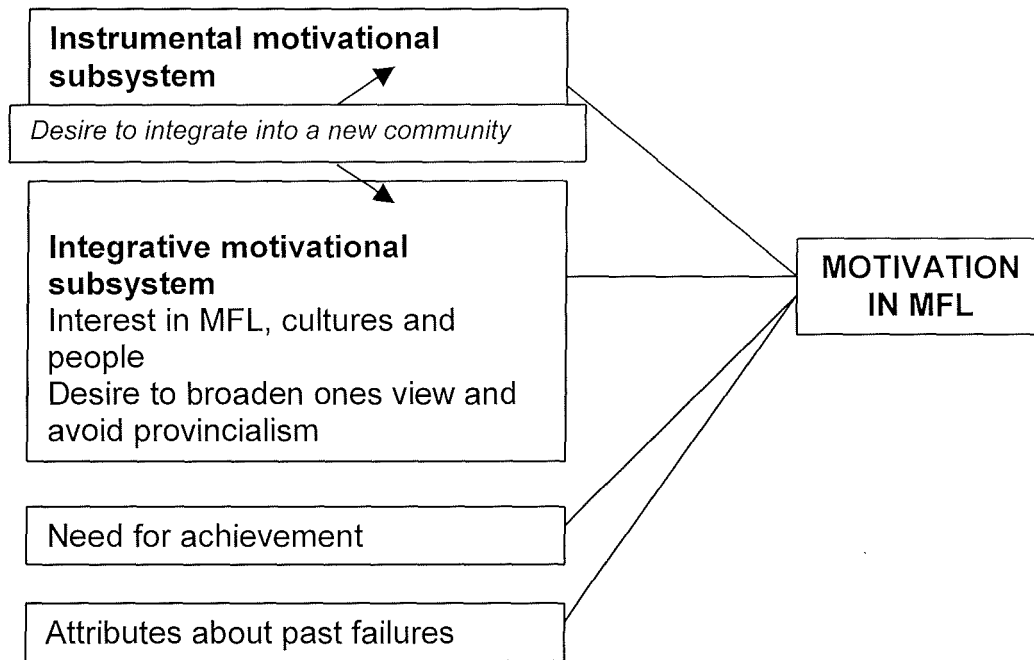 Instrumental motivational
subsystem
Desire to integrate into a new community
Integrative motivational
subsystem
Interest in MFL, cultures and
people
Desire to broaden ones view and
avoid provincialism
Need for achievement
Attributes about past failures
MOTIVATION
IN MFL